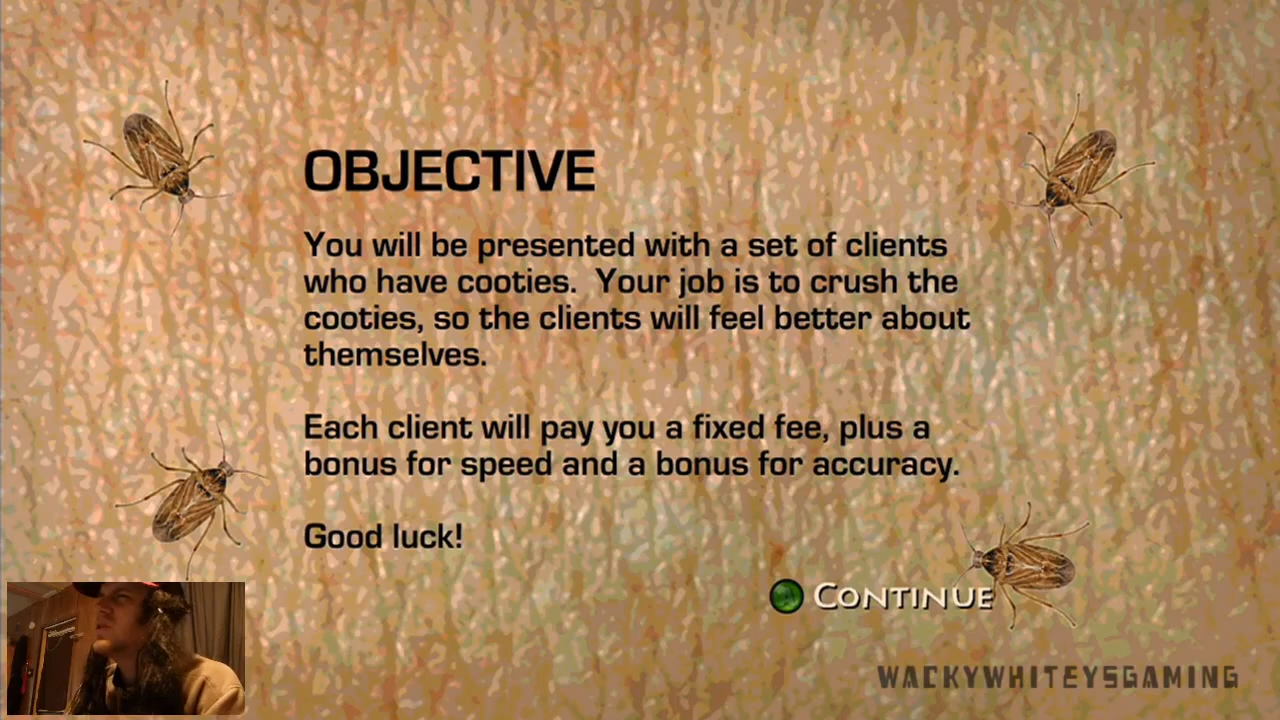 OBJECTIVE
You will be presented with a set of clients
who have cooties.  Your job is to crush the
cooties, so the clients will feel better about
themselves.
Each client will pay you a fixed fee, plus a
bonus for speed and a bonus for accuracy.
Good luck!
A CONTINUE
WACKYWHITEYSGAMING